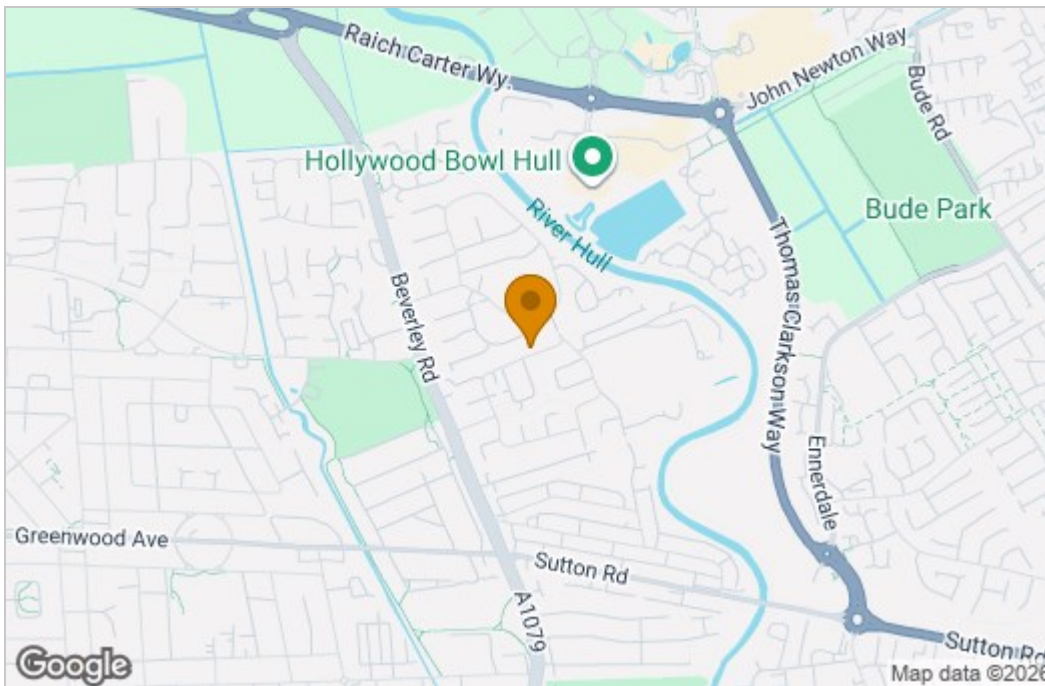 Raich Carter Wy.
John Newton Way
Bude Rd
Hollywood Bowl Hull
Bude Park
River Hull
Thomas Clarkson Way
Beverley Rd
Ennerdale
Greenwood Ave
Sutton Rd
A1079
Sutton Rd
Google
Map data ©2026